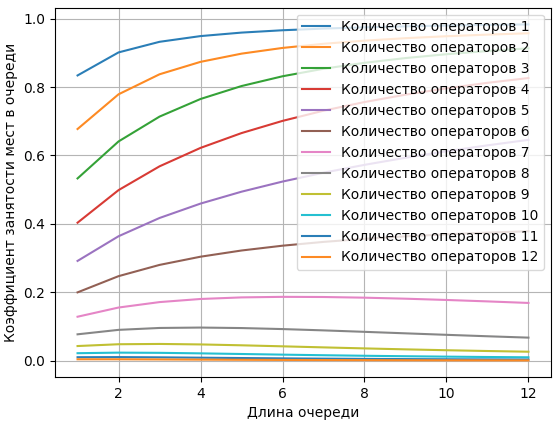 Коэффициент занятости мест в очереди
1.0
0.8
0.6
0.4
0.2
0.0
Количество операторов 1
Количество операторов 2
Количество операторов 3
Количество операторов 4
Количество операторов 5
Количество операторов 6
Количество операторов 7
Количество операторов 8
Количество операторов 9
Количество операторов 10
Количество операторов 11
Количество операторов 12
2 4 6 8 10 12
Длина очереди